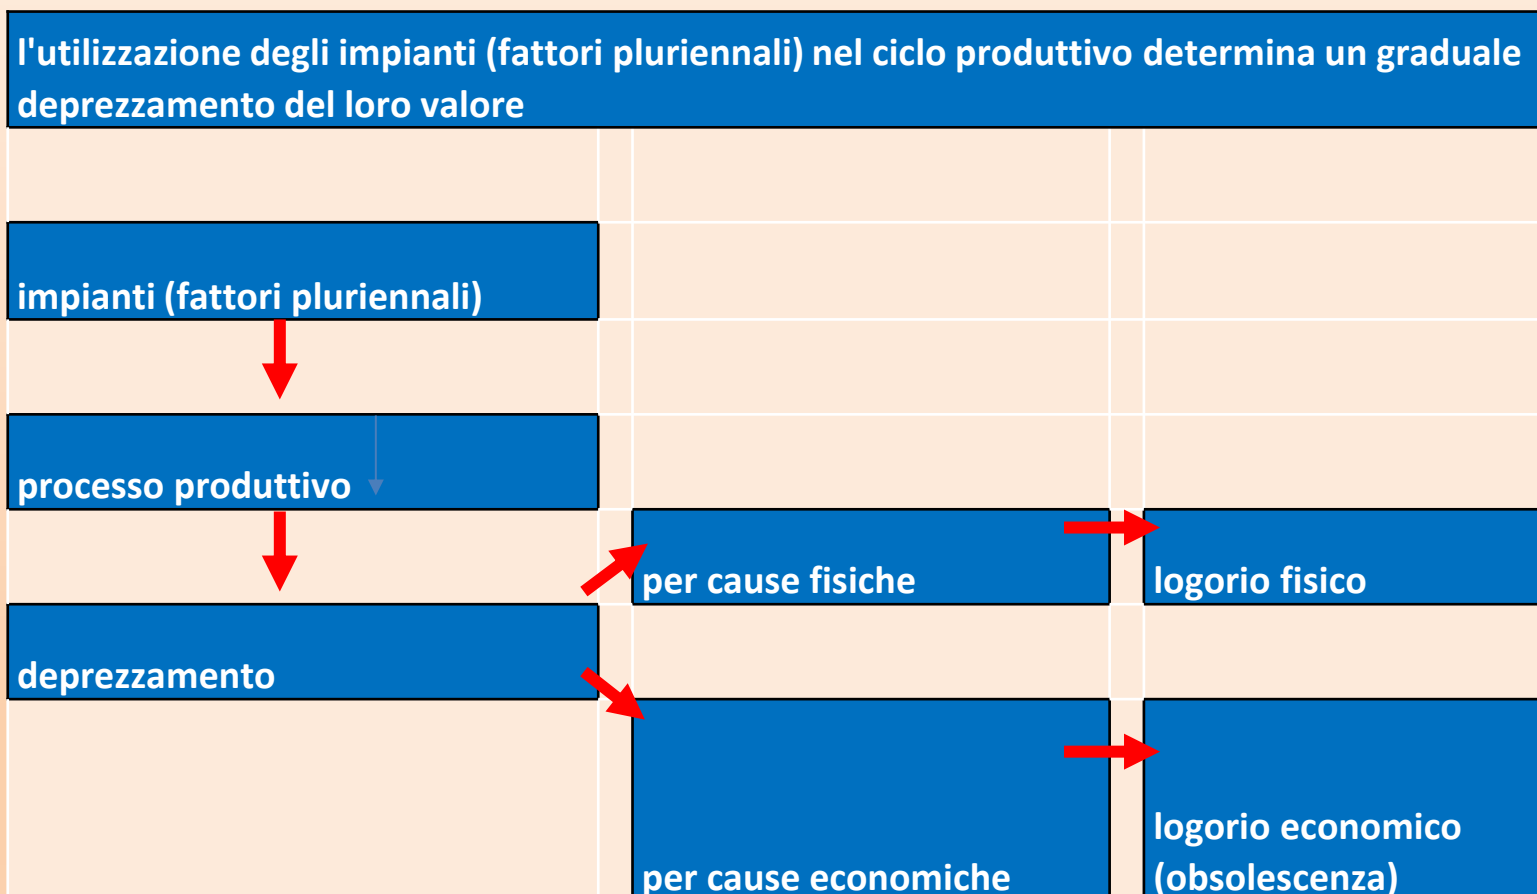 l'utilizzazione degli impianti (fattori pluriennali) nel ciclo produttivo determina un graduale
deprezzamento del loro valore
impianti (fattori pluriennali)
processo produttivo
per cause fisiche
logorio fisico
deprezzamento
per cause economiche
logorio economico
(obsolescenza)